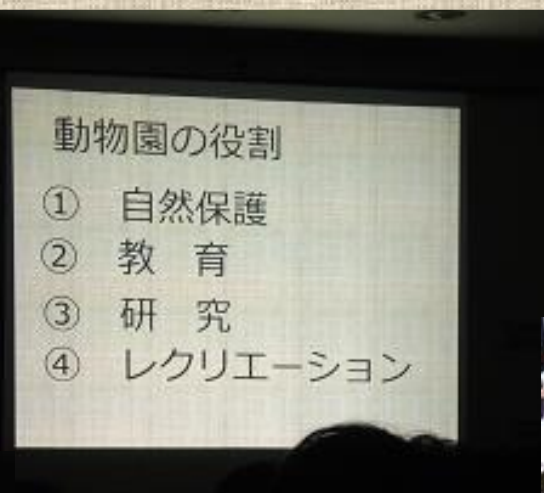 動物園の役割
① 自然保護
② 教 育
③ 研 究
④ レクリエーション